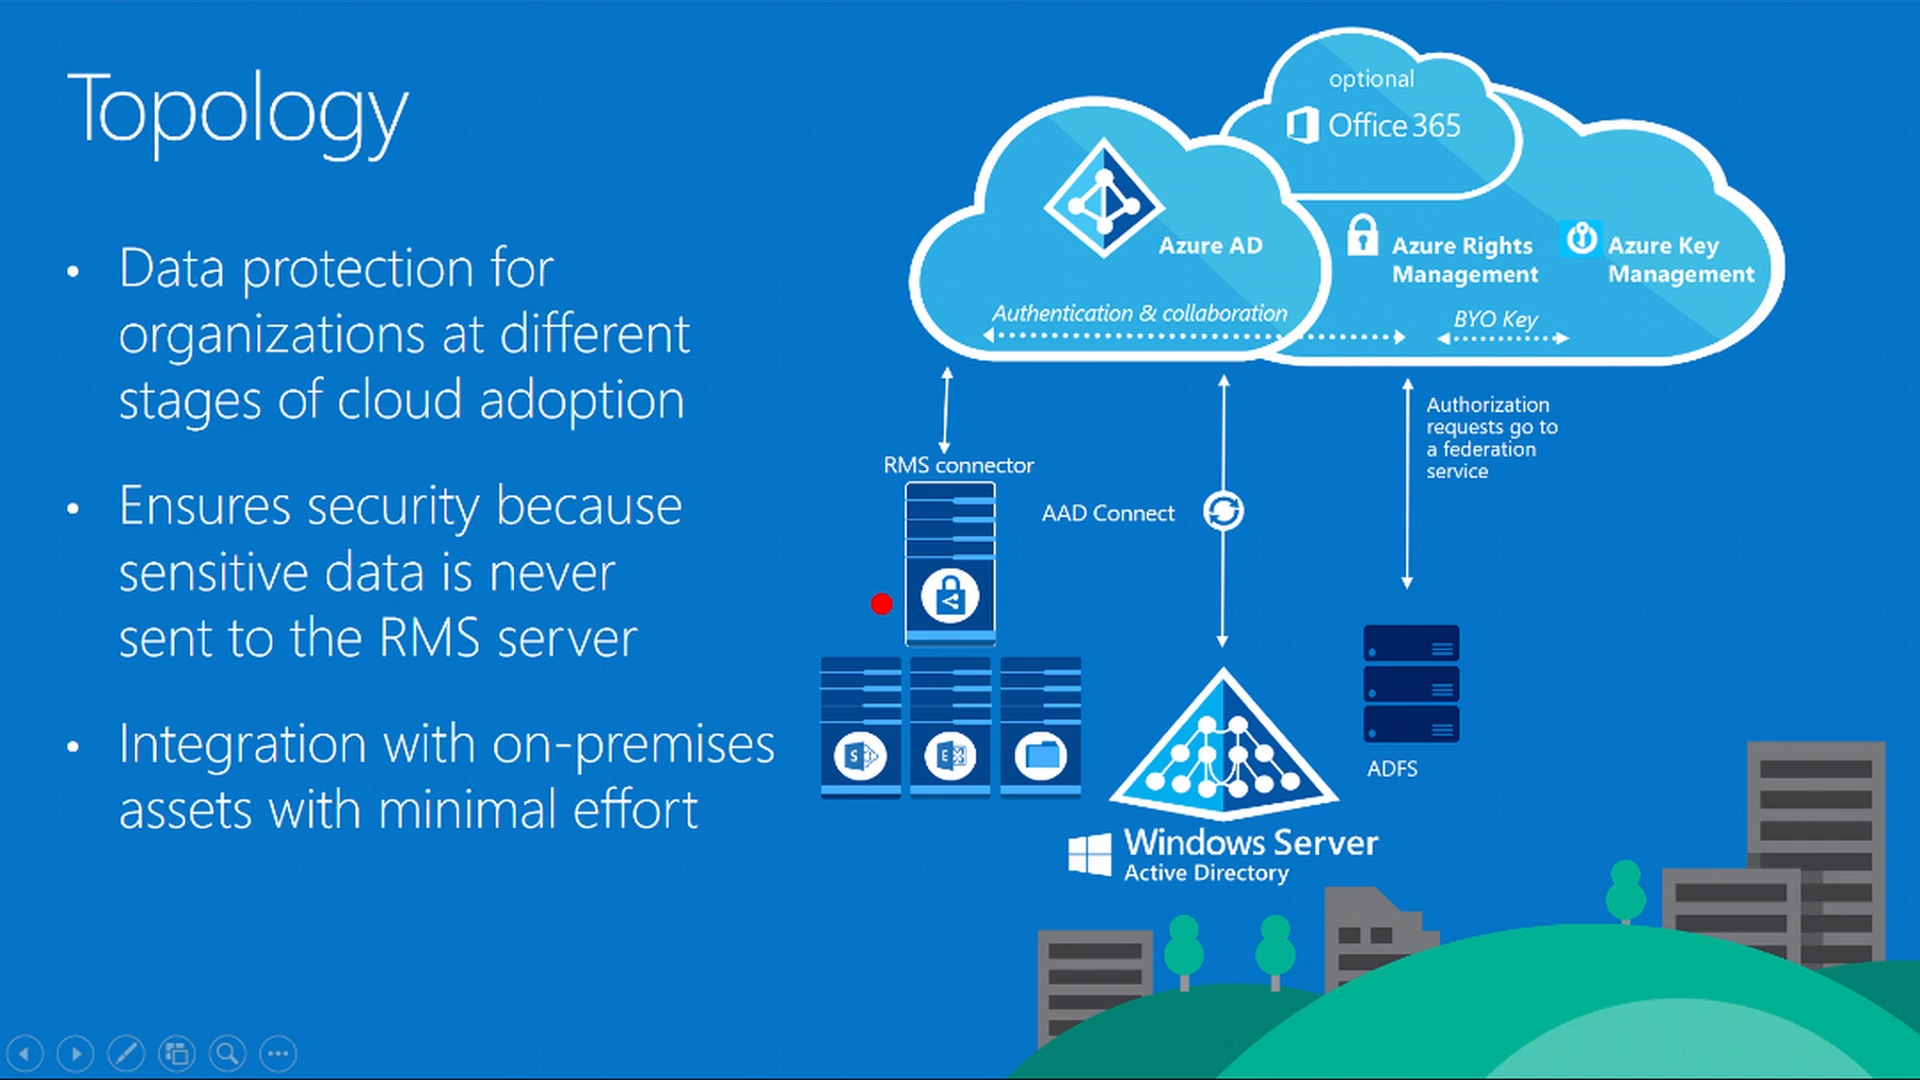 Topology
• Data protection for
organizations at different
stages of cloud adoption
• Ensures security because
sensitive data is never
sent to the RMS server
• Integration with on-premises
assets with minimal effort
optional
Office 365
Azure AD
Azure Rights
Management
Azure Key
Management
Authentication & collaboration
BYO Key
Authorization
requests go to
a federation
service
RMS connector
AAD Connect
S
E
ADFS
Windows Server
Active Directory